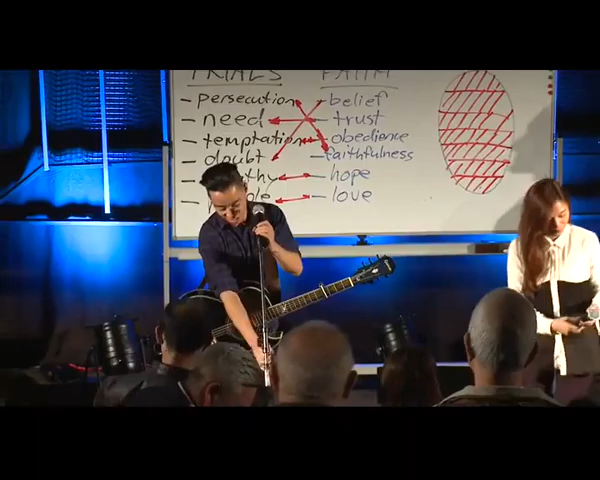 TRIALS
- persecution
- need
- temptation
- doubt
FAITH
- belief
- trust
- obedience
- faithfulness
- hope
- love